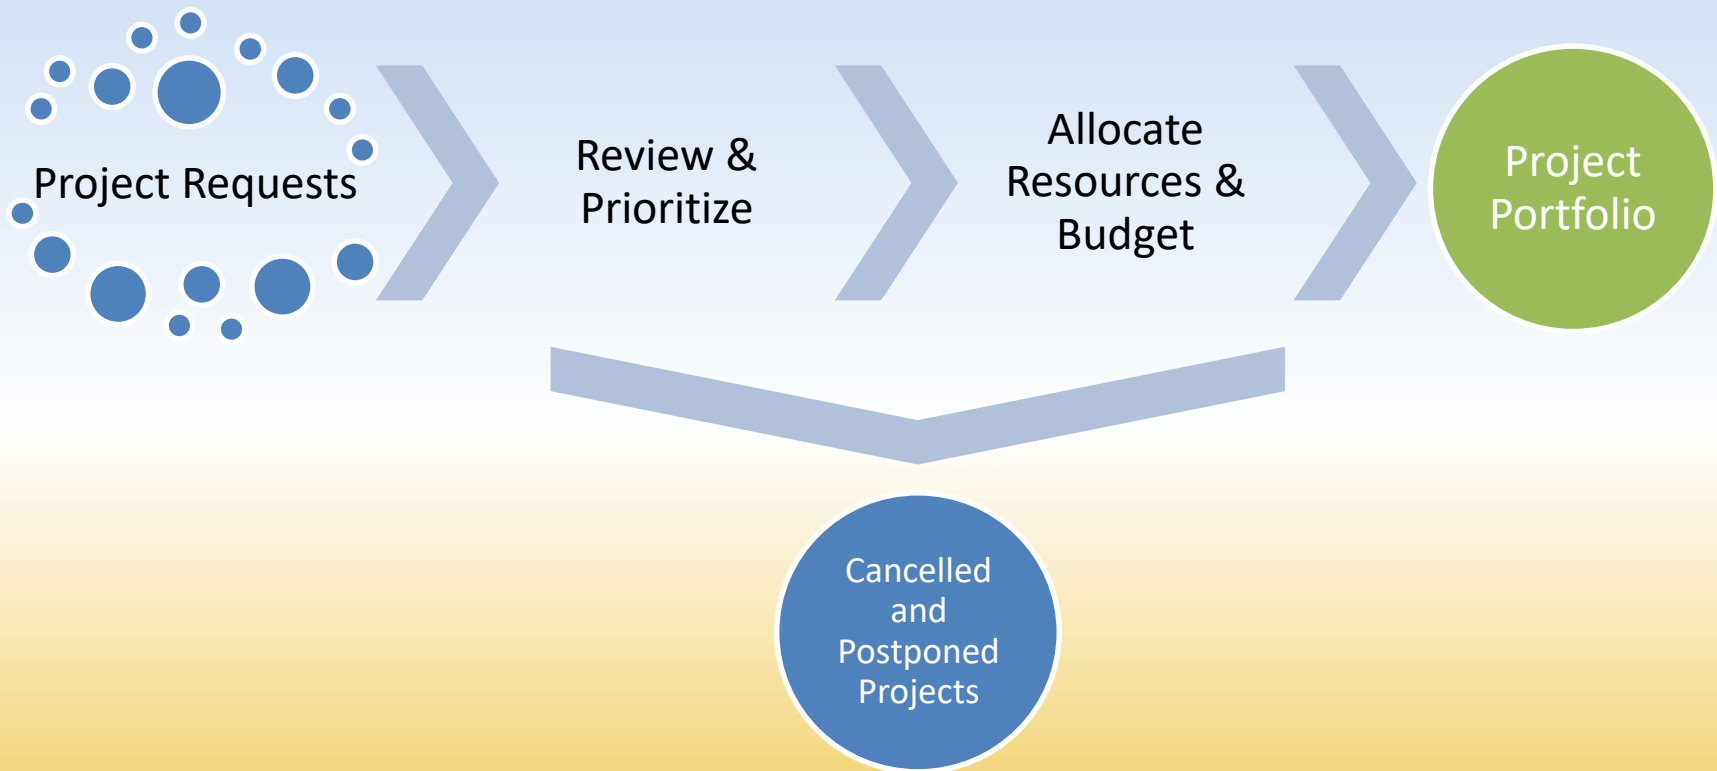 Project Requests
Review &
Prioritize
Allocate
Resources &
Budget
Project
Portfolio
Cancelled
and
Postponed
Projects